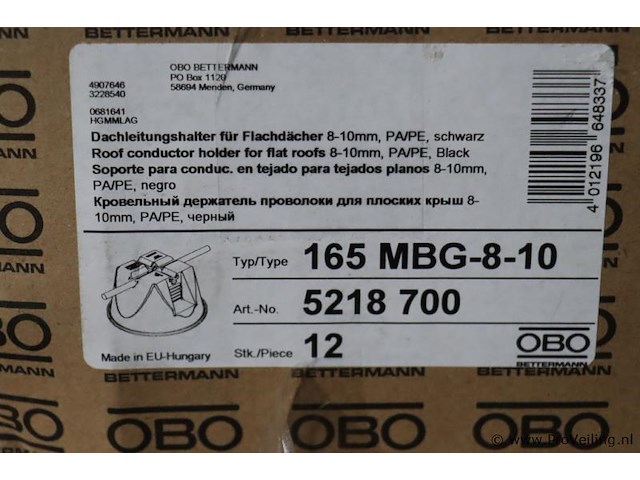 OBO BETTERMANN
PO Box 1120
58694 Menden, Germany
4907646
3228540
0681641
HGMMLAG
Dachleitungshalter für Flachdächer 8-10mm, PA/PE, schwarz
Roof conductor holder for flat roofs 8-10mm, PA/PE, Black
Soporte para conduc. en tejado para tejados planos 8-10mm,
PA/PE, negro
Кровельный держатель проволоки для плоских крыш 8-
10mm, PA/PE, черный
4 012196 648337
Typ/Type 165 MBG-8-10
Art.-No. 5218 700
Stk./Piece 12
Made in EU-Hungary
OBO
BETTERMANN
BETTERMANN
BETTERMANN
OBO
OBO
OBO
OBO
© www.ProVeiling.nl